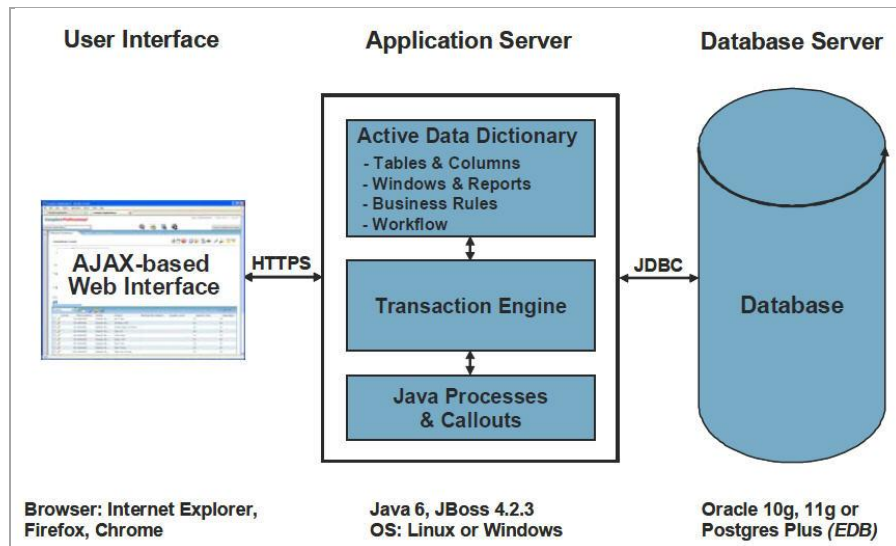 User Interface
Application Server
Database Server
Active Data Dictionary
- Tables & Columns
- Windows & Reports
- Business Rules
- Workflow
AJAX-based
Web Interface
HTTPS
Transaction Engine
JDBC
Database
Java Processes
& Callouts
Browser: Internet Explorer,
Firefox, Chrome
Java 6, JBoss 4.2.3
OS: Linux or Windows
Oracle 10g, 11g or
Postgres Plus (EDB)